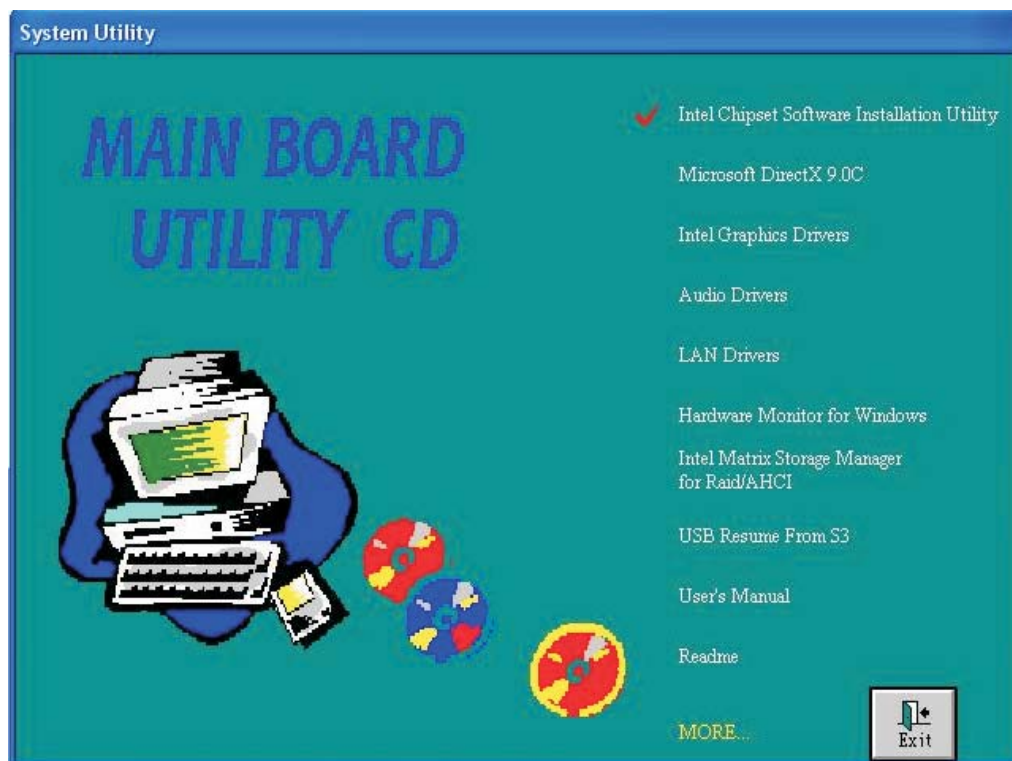 System Utility
MAIN BOARD
UTILITY CD
Intel Chipset Software Installation Utility
Microsoft DirectX 9.0C
Intel Graphics Drivers
Audio Drivers
LAN Drivers
Hardware Monitor for Windows
Intel Matrix Storage Manager
for Raid/AHCI
USB Resume From S3
User's Manual
Readme
MORE...
Exit